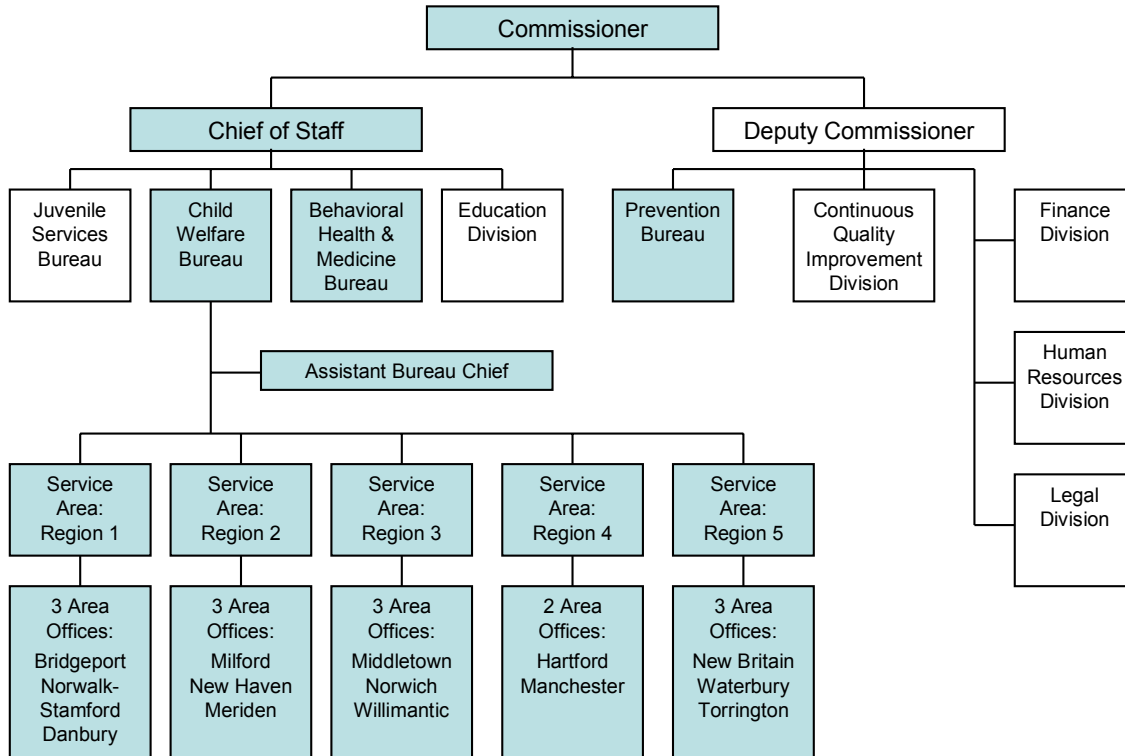 Commissioner
Chief of Staff
Deputy Commissioner
Juvenile
Services
Bureau
Child
Welfare
Bureau
Behavioral
Health &
Medicine
Bureau
Education
Division
Prevention
Bureau
Continuous
Quality
Improvement
Division
Finance
Division
Human
Resources
Division
Legal
Division
Assistant Bureau Chief
Service
Area:
Region 1
Service
Area:
Region 2
Service
Area:
Region 3
Service
Area:
Region 4
Service
Area:
Region 5
3 Area
Offices:
Bridgeport
Norwalk-
Stamford
Danbury
3 Area
Offices:
Milford
New Haven
Meriden
3 Area
Offices:
Middletown
Norwich
Willimantic
2 Area
Offices:
Hartford
Manchester
3 Area
Offices:
New Britain
Waterbury
Torrington